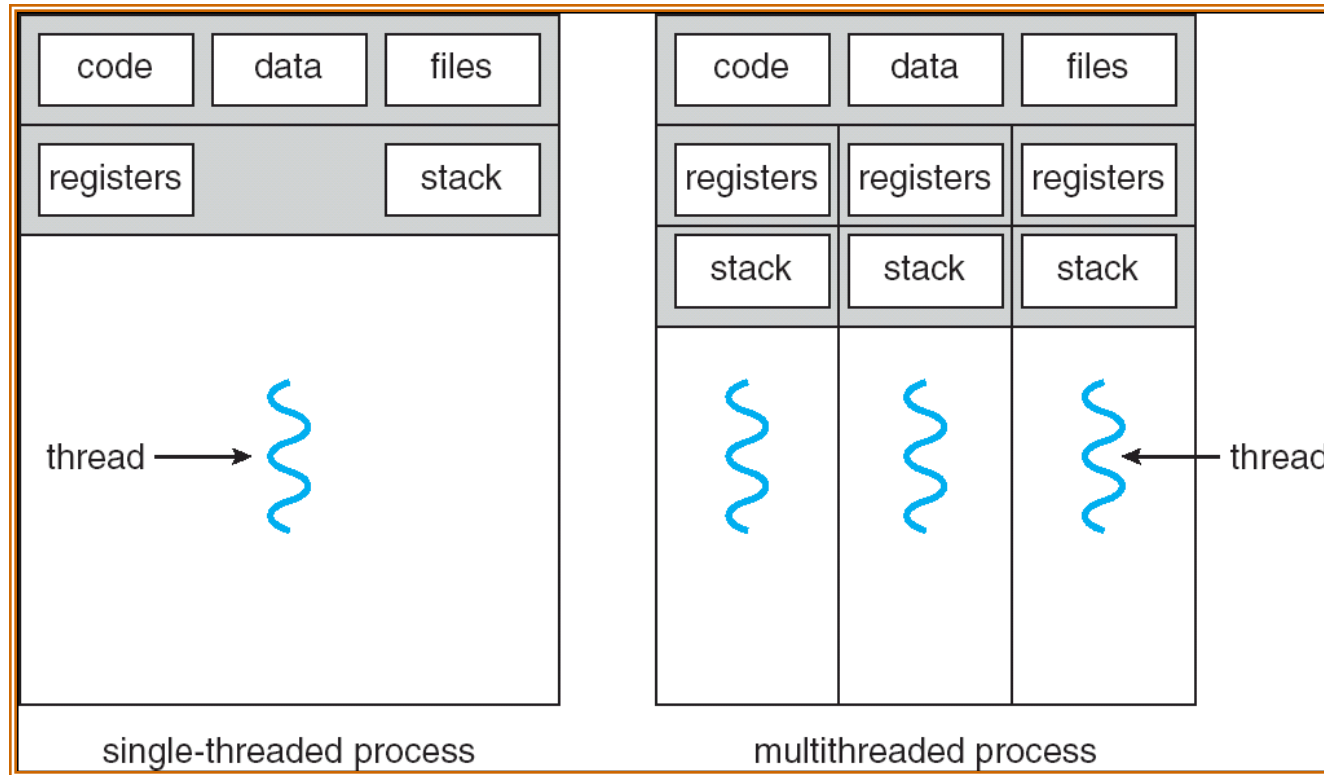 code data files code data files
registers stack registers registers registers
stack stack stack
thread thread
single-threaded process multithreaded process